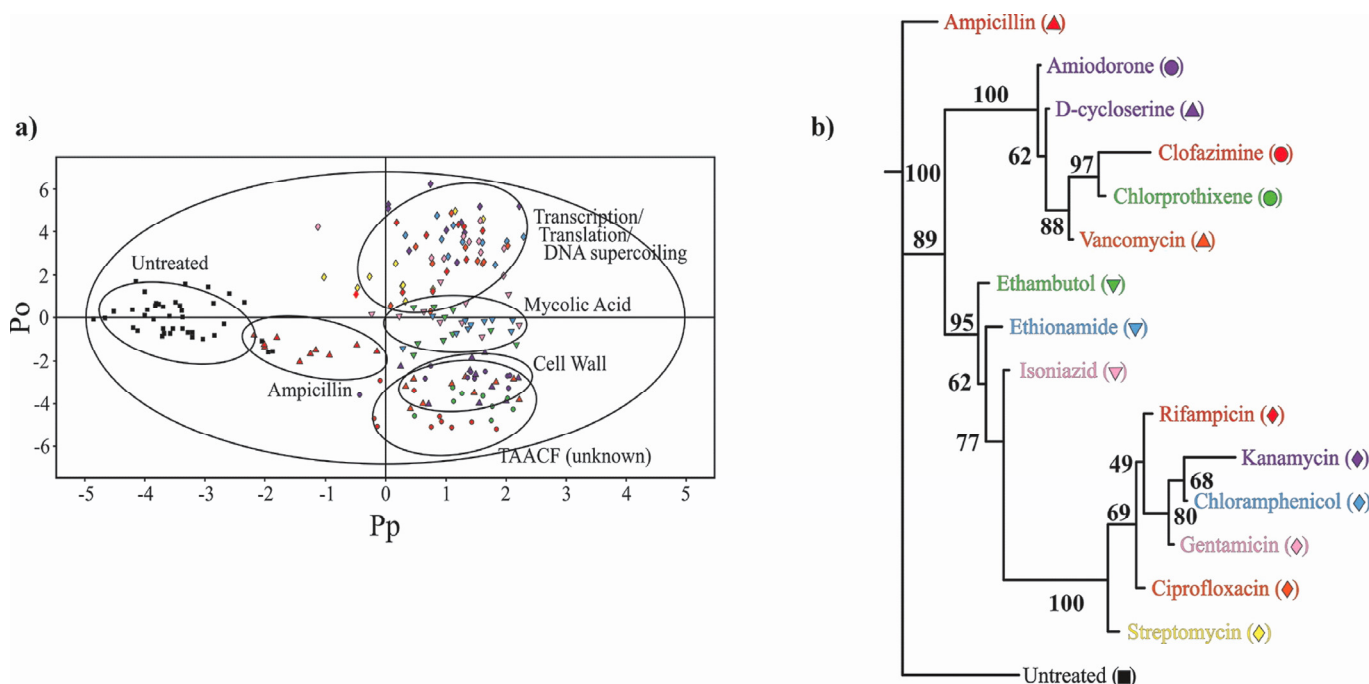 a)
Po
6
4
2
0
-2
-4
-6
-5
-4
-3
-2
-1
0
1
2
3
4
5
Pp
Untreated
Ampicillin
Transcription/
Translation/
DNA supercoiling
Mycolic Acid
Cell Wall
TAACF (unknown)
b)
Ampicillin (▲)
Amiodorone (●)
100
D-cycloserine (▲)
62
97
Clofazimine (●)
100
Chlorprothixene (●)
88
89
Vancomycin (▲)
Ethambutol (▼)
95
Ethionamide (▼)
62
Isoniazid (▼)
77
Rifampicin (♦)
49
Kanamycin (♦)
68
Chloramphenicol (♦)
69
80
Gentamicin (♦)
Ciprofloxacin (♦)
100
Streptomycin (♦)
Untreated (■)